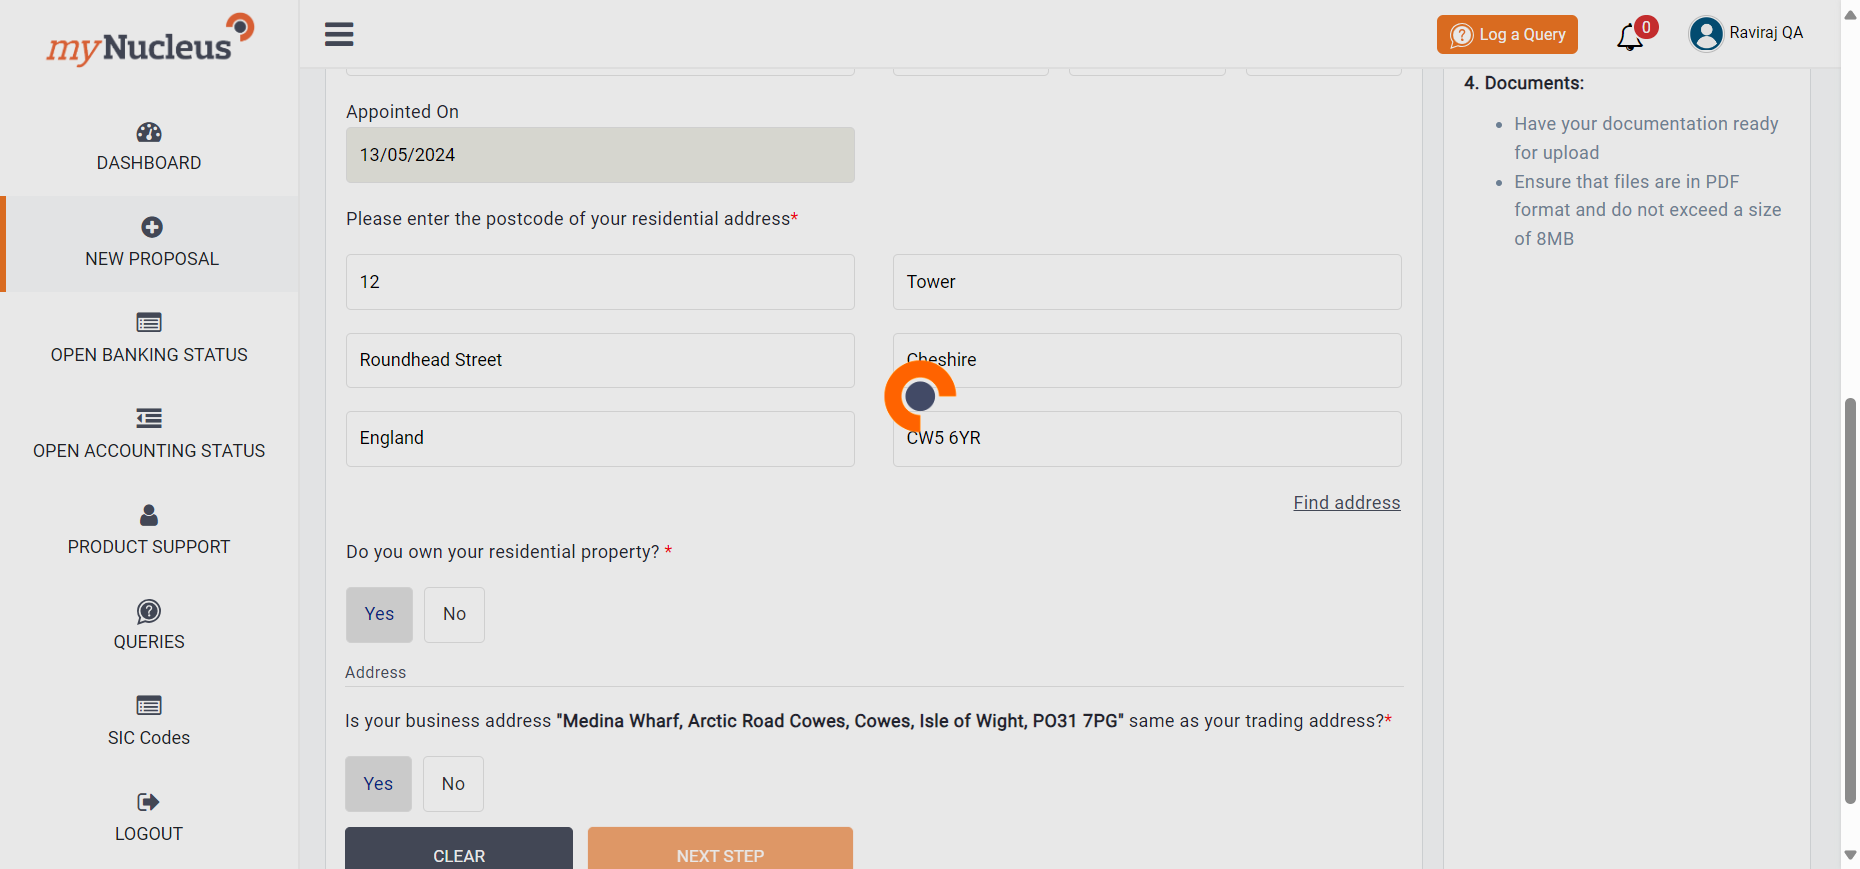 myNucleus
DASHBOARD
NEW PROPOSAL
OPEN BANKING STATUS
OPEN ACCOUNTING STATUS
PRODUCT SUPPORT
QUERIES
SIC Codes
LOGOUT
Log a Query
0
Raviraj QA
Appointed On
13/05/2024
Please enter the postcode of your residential address*
12
Tower
Roundhead Street
Cheshire
England
CW5 6YR
Find address
Do you own your residential property? *
Yes No
Address
Is your business address "Medina Wharf, Arctic Road Cowes, Cowes, Isle of Wight, PO31 7PG" same as your trading address?*
Yes No
CLEAR NEXT STEP
4. Documents:
• Have your documentation ready
for upload
• Ensure that files are in PDF
format and do not exceed a size
of 8MB